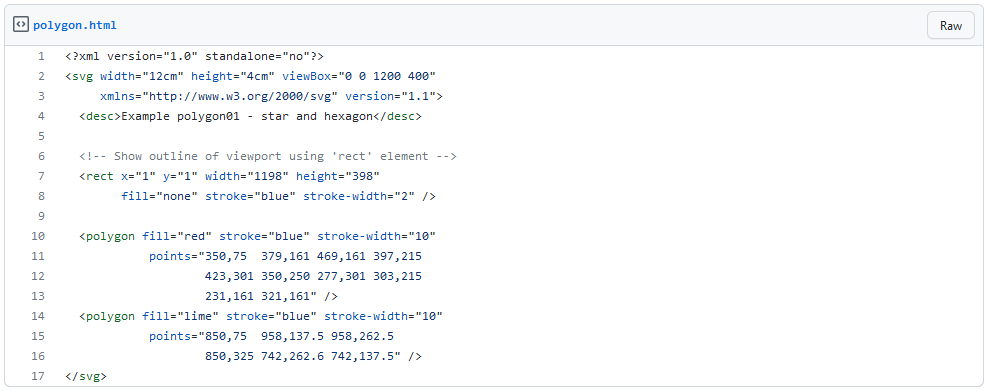 polygon.html
Raw
1 <?xml version="1.0" standalone="no"?>
2 <svg width="12cm" height="4cm" viewBox="0 0 1200 400"
3 xmlns="http://www.w3.org/2000/svg" version="1.1">
4 <desc>Example polygon01 - star and hexagon</desc>
5
6 <!-- Show outline of viewport using 'rect' element -->
7 <rect x="1" y="1" width="1198" height="398"
8 fill="none" stroke="blue" stroke-width="2" />
9
10 <polygon fill="red" stroke="blue" stroke-width="10"
11 points="350,75  379,161 469,161 397,215
12 423,301 350,250 277,301 303,215
13 231,161 321,161" />
14 <polygon fill="lime" stroke="blue" stroke-width="10"
15 points="850,75  958,137.5 958,262.5
16 850,325 742,262.6 742,137.5" />
17 </svg>